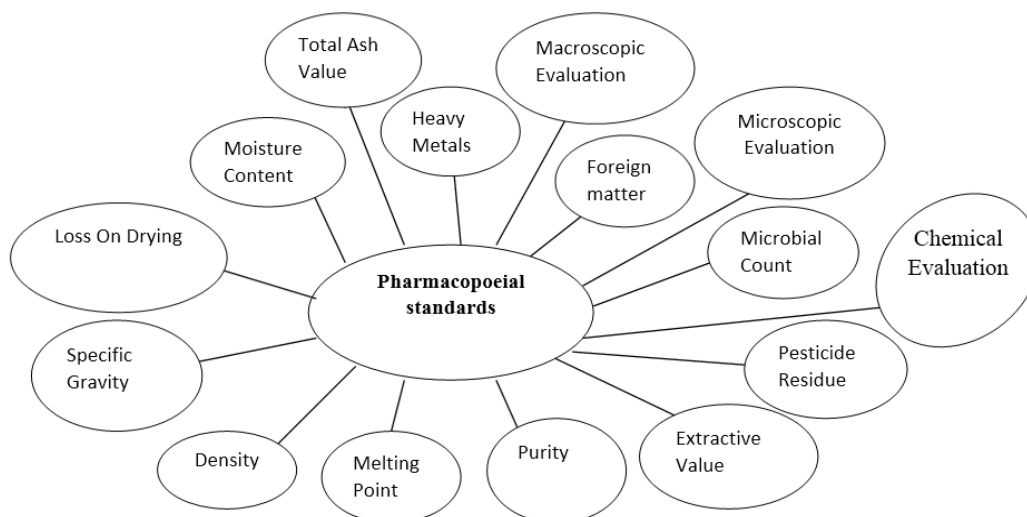 Total Ash
Value
Macroscopic
Evaluation
Heavy
Metals
Microscopic
Evaluation
Moisture
Content
Foreign
matter
Loss On Drying
Microbial
Count
Chemical
Evaluation
Pharmacopoeial
standards
Specific
Gravity
Pesticide
Residue
Density
Melting
Point
Purity
Extractive
Value